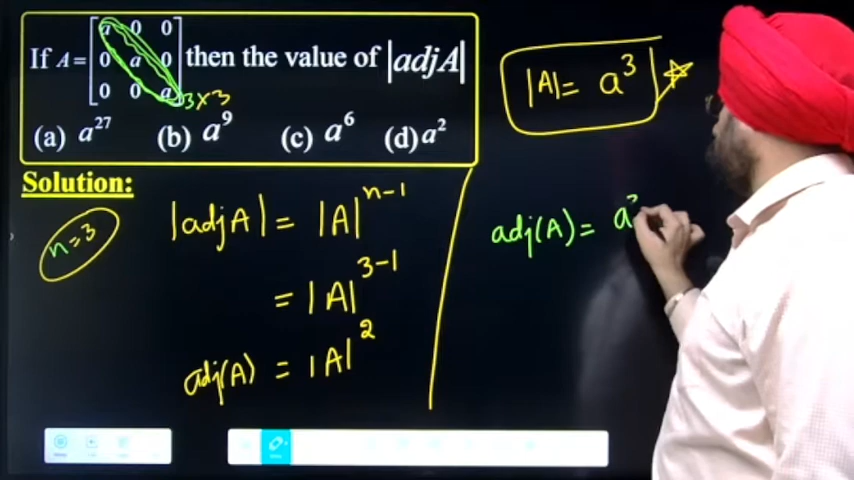 If A = [a 0 0
0 a 0
0 0 a] 3×3 then the value of |adjA|
(a) a^27 (b) a^9 (c) a^6 (d) a^2
Solution:
n=3
|adjA| = |A|^n-1
= |A|^3-1
adj(A) = |A|^2
|A| = a^3
adj(A) = a